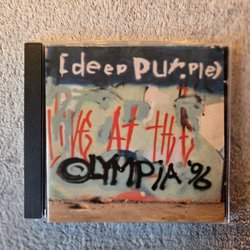 [deep PURPle)
LiVE AT THE
OLYMPiA '96